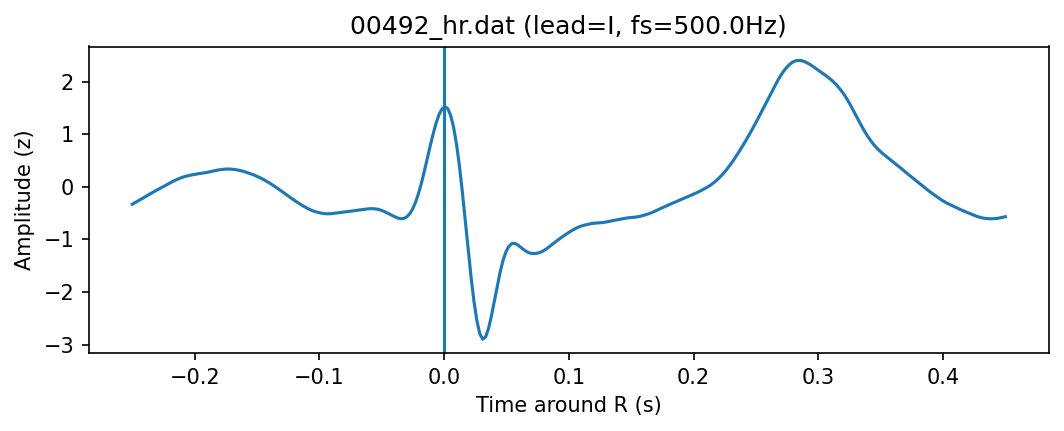 00492_hr.dat (lead=I, fs=500.0Hz)
Amplitude (z)
2
1
0
−1
−2
−3
−0.2 −0.1 0.0 0.1 0.2 0.3 0.4
Time around R (s)